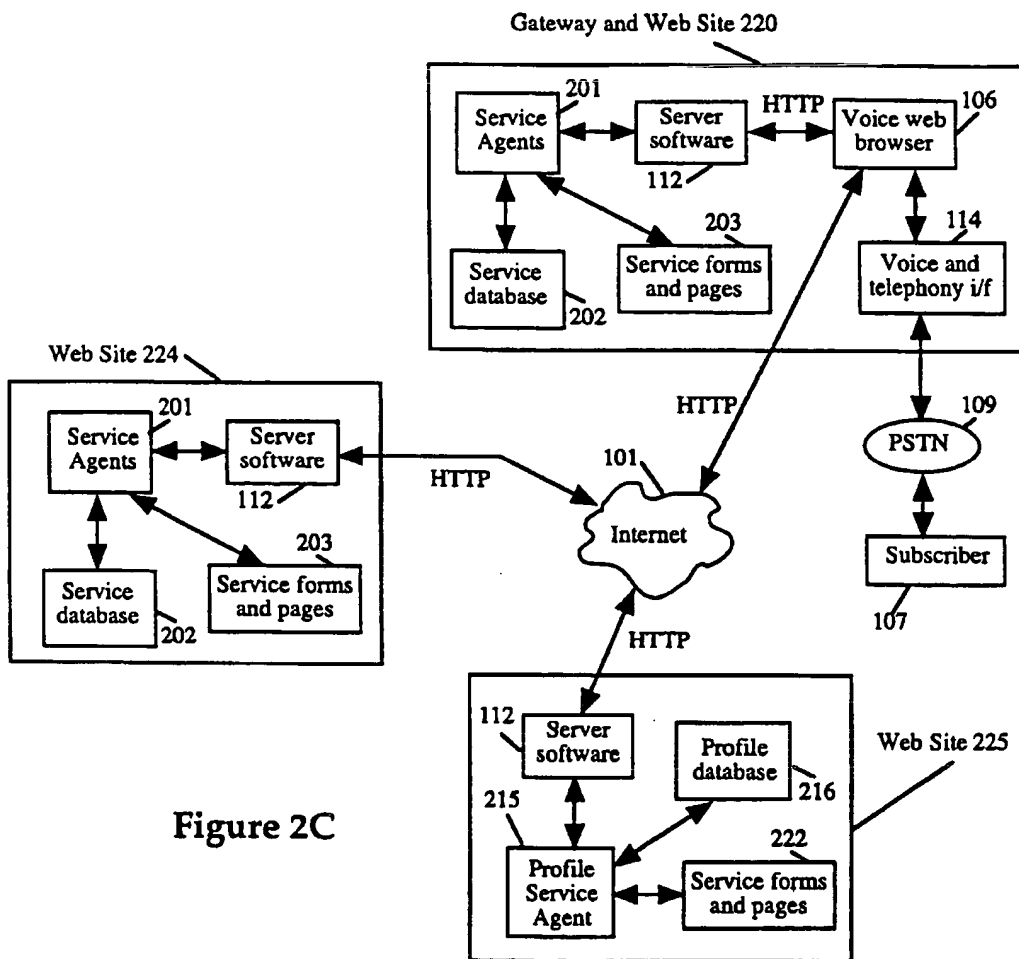 Gateway and Web Site 220
201
Service
Agents
Server
software
112
HTTP
Voice web
browser
106
203
114
Service
database
202
Service forms
and pages
Voice and
telephony i/f
Web Site 224
201
Service
Agents
Server
software
112
HTTP
HTTP
109
PSTN
101
Internet
203
Service
database
202
Service forms
and pages
Subscriber
107
HTTP
112
Server
software
Profile
database
216
Web Site 225
215
Profile
Service
Agent
222
Service forms
and pages
Figure 2C